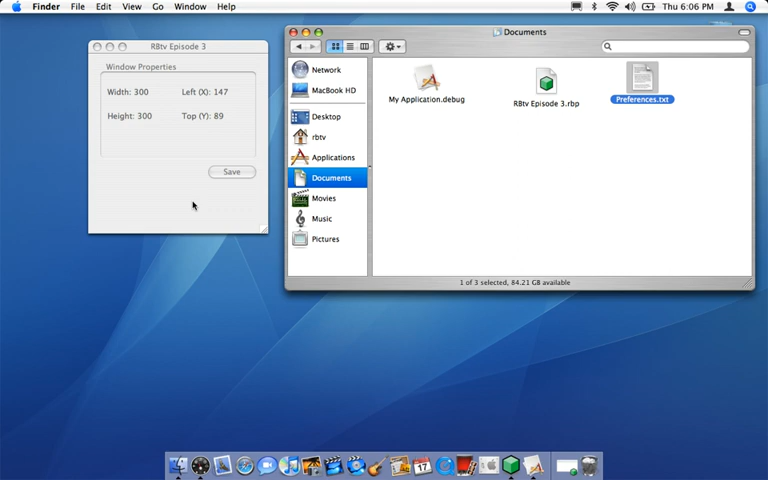 Finder File Edit View Go Window Help Thu 6:06 PM
RBtv Episode 3
Window Properties
Width: 300 Left (X): 147
Height: 300 Top (Y): 89
Save
Documents
Network
MacBook HD
Desktop
rbtv
Applications
Documents
Movies
Music
Pictures
My Application.debug
RBtv Episode 3.rbp
Preferences.txt
1 of 3 selected, 84.21 GB available
17